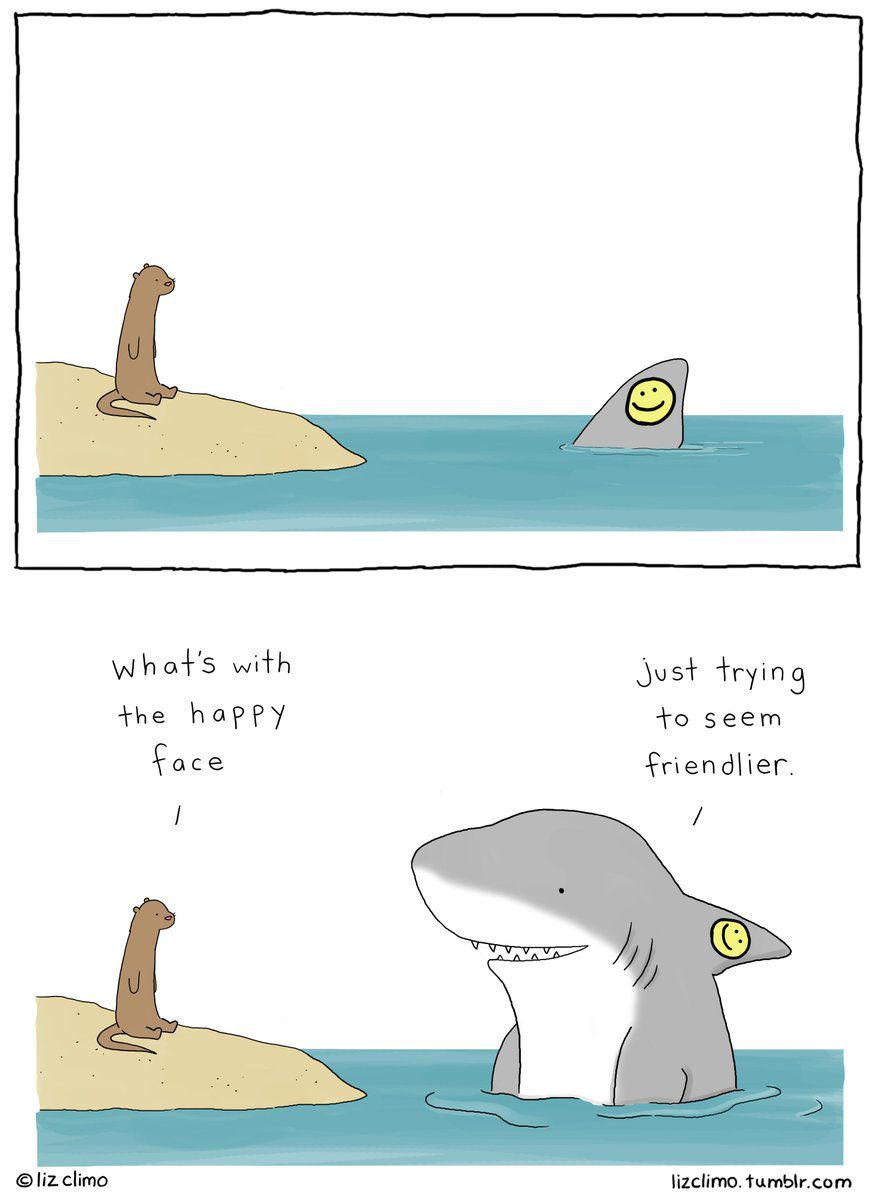 What's with
the happy
face
just trying
to seem
friendlier.
© liz climo
lizclimo.tumblr.com